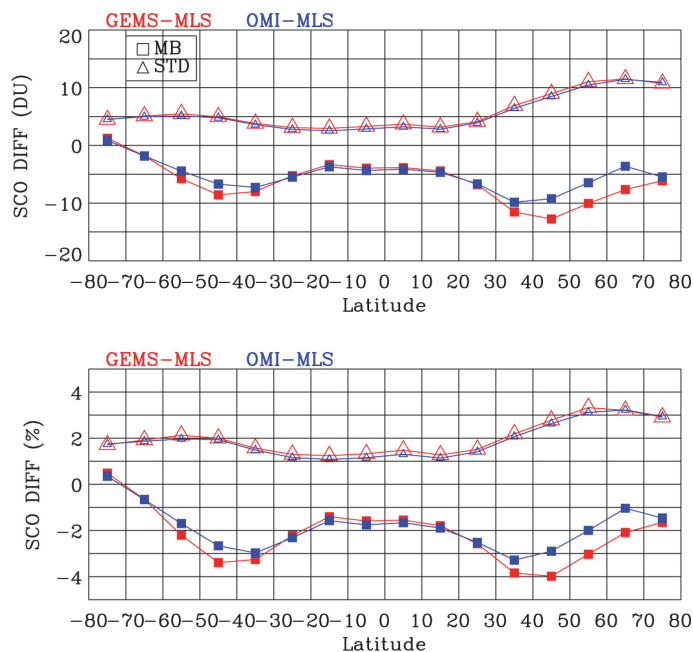 GEMS−MLS OMI−MLS
20
□ MB
△ STD
10
0
−10
−20
SCO DIFF (DU)
−80−70−60−50−40−30−20−10 0 10 20 30 40 50 60 70 80
Latitude
GEMS−MLS OMI−MLS
4
2
0
−2
−4
SCO DIFF (%)
−80−70−60−50−40−30−20−10 0 10 20 30 40 50 60 70 80
Latitude